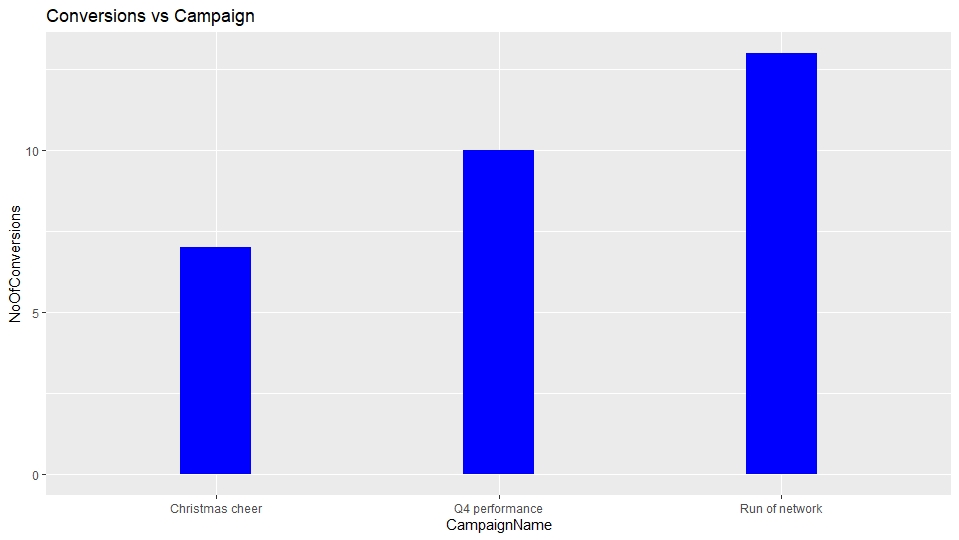 Conversions vs Campaign
NoOfConversions
10
5
0
Christmas cheer
Q4 performance
Run of network
CampaignName